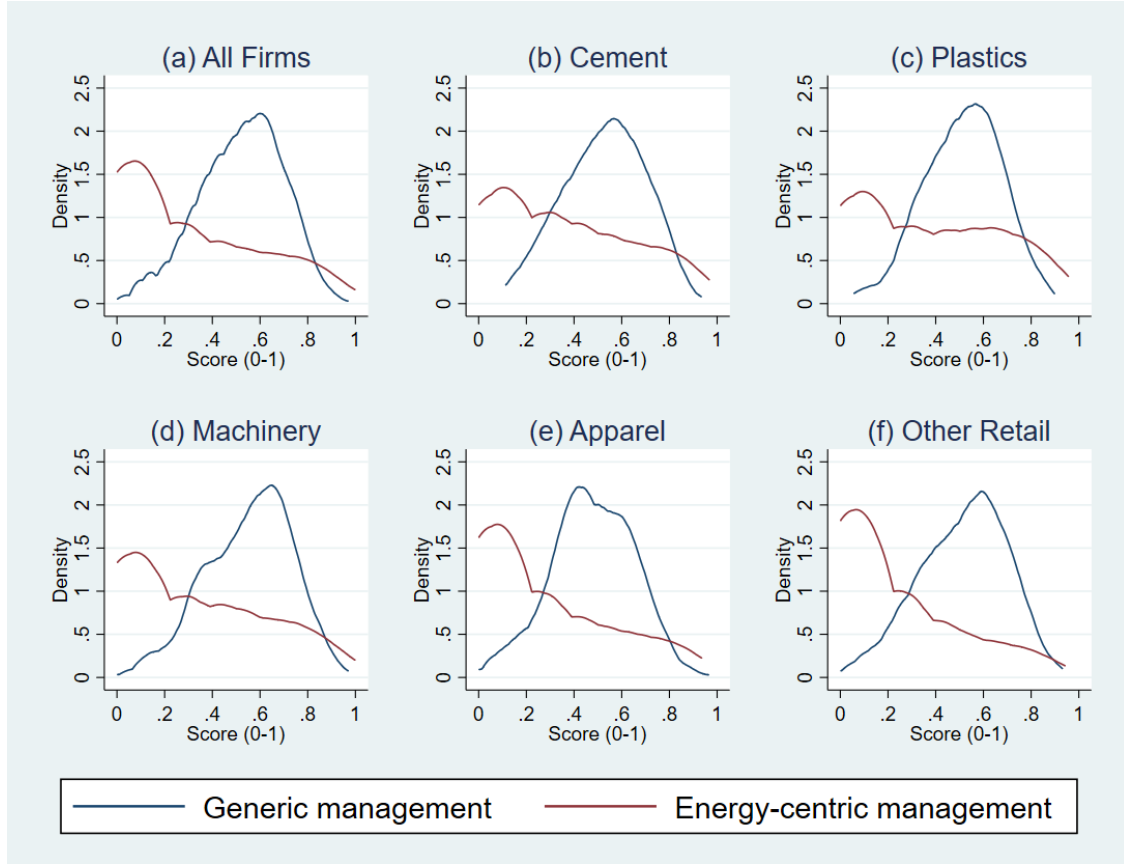 (a) All Firms
(b) Cement
(c) Plastics
Density
0 .5 1 1.5 2 2.5
0 .2 .4 .6 .8 1
Score (0-1)
Density
0 .5 1 1.5 2 2.5
0 .2 .4 .6 .8 1
Score (0-1)
Density
0 .5 1 1.5 2 2.5
0 .2 .4 .6 .8 1
Score (0-1)
(d) Machinery
(e) Apparel
(f) Other Retail
Density
0 .5 1 1.5 2 2.5
0 .2 .4 .6 .8 1
Score (0-1)
Density
0 .5 1 1.5 2 2.5
0 .2 .4 .6 .8 1
Score (0-1)
Density
0 .5 1 1.5 2 2.5
0 .2 .4 .6 .8 1
Score (0-1)
Generic management
Energy-centric management